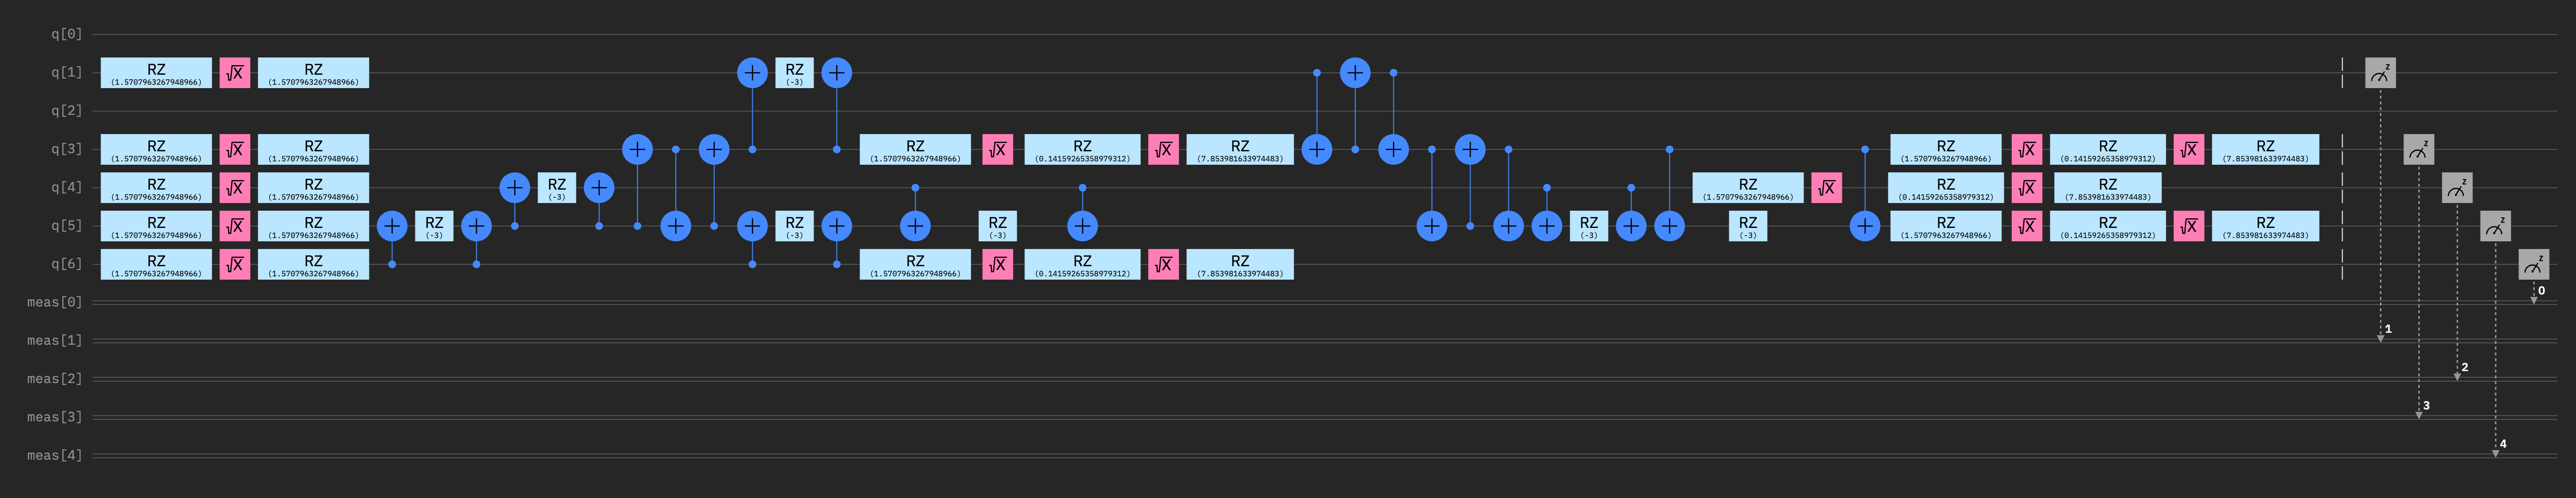 q[0]
q[1] RZ (1.5707963267948966) √X RZ (1.5707963267948966) RZ (-3) z
q[2]
q[3] RZ (1.5707963267948966) √X RZ (1.5707963267948966) RZ (1.5707963267948966) √X RZ (0.14159265358979312) √X RZ (7.853981633974483) RZ (1.5707963267948966) √X RZ (0.14159265358979312) √X RZ (7.853981633974483) z
q[4] RZ (1.5707963267948966) √X RZ (1.5707963267948966) RZ (-3) RZ (1.5707963267948966) √X RZ (0.14159265358979312) √X RZ (7.853981633974483) z
q[5] RZ (1.5707963267948966) √X RZ (1.5707963267948966) RZ (-3) RZ (-3) RZ (-3) RZ (-3) RZ (-3) RZ (1.5707963267948966) √X RZ (0.14159265358979312) √X RZ (7.853981633974483) z
q[6] RZ (1.5707963267948966) √X RZ (1.5707963267948966) RZ (1.5707963267948966) √X RZ (0.14159265358979312) √X RZ (7.853981633974483) z
meas[0] 0
meas[1] 1
meas[2] 2
meas[3] 3
meas[4] 4